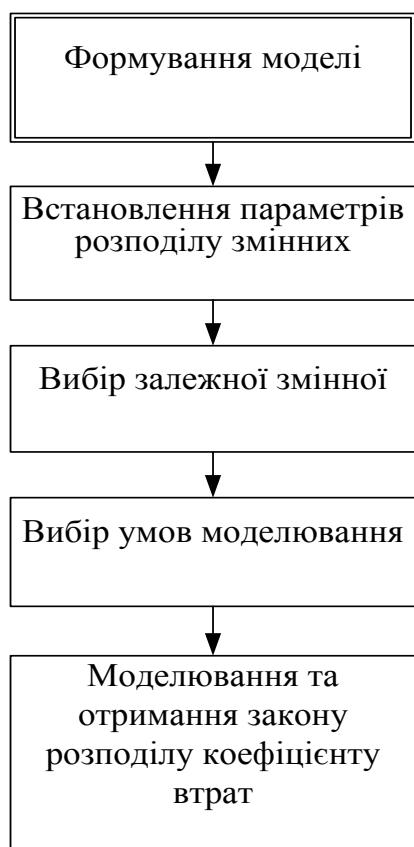 Формування моделі
Встановлення параметрів
розподілу змінних
Вибір залежної змінної
Вибір умов моделювання
Моделювання та
отримання закону
розподілу коефіцієнту
втрат